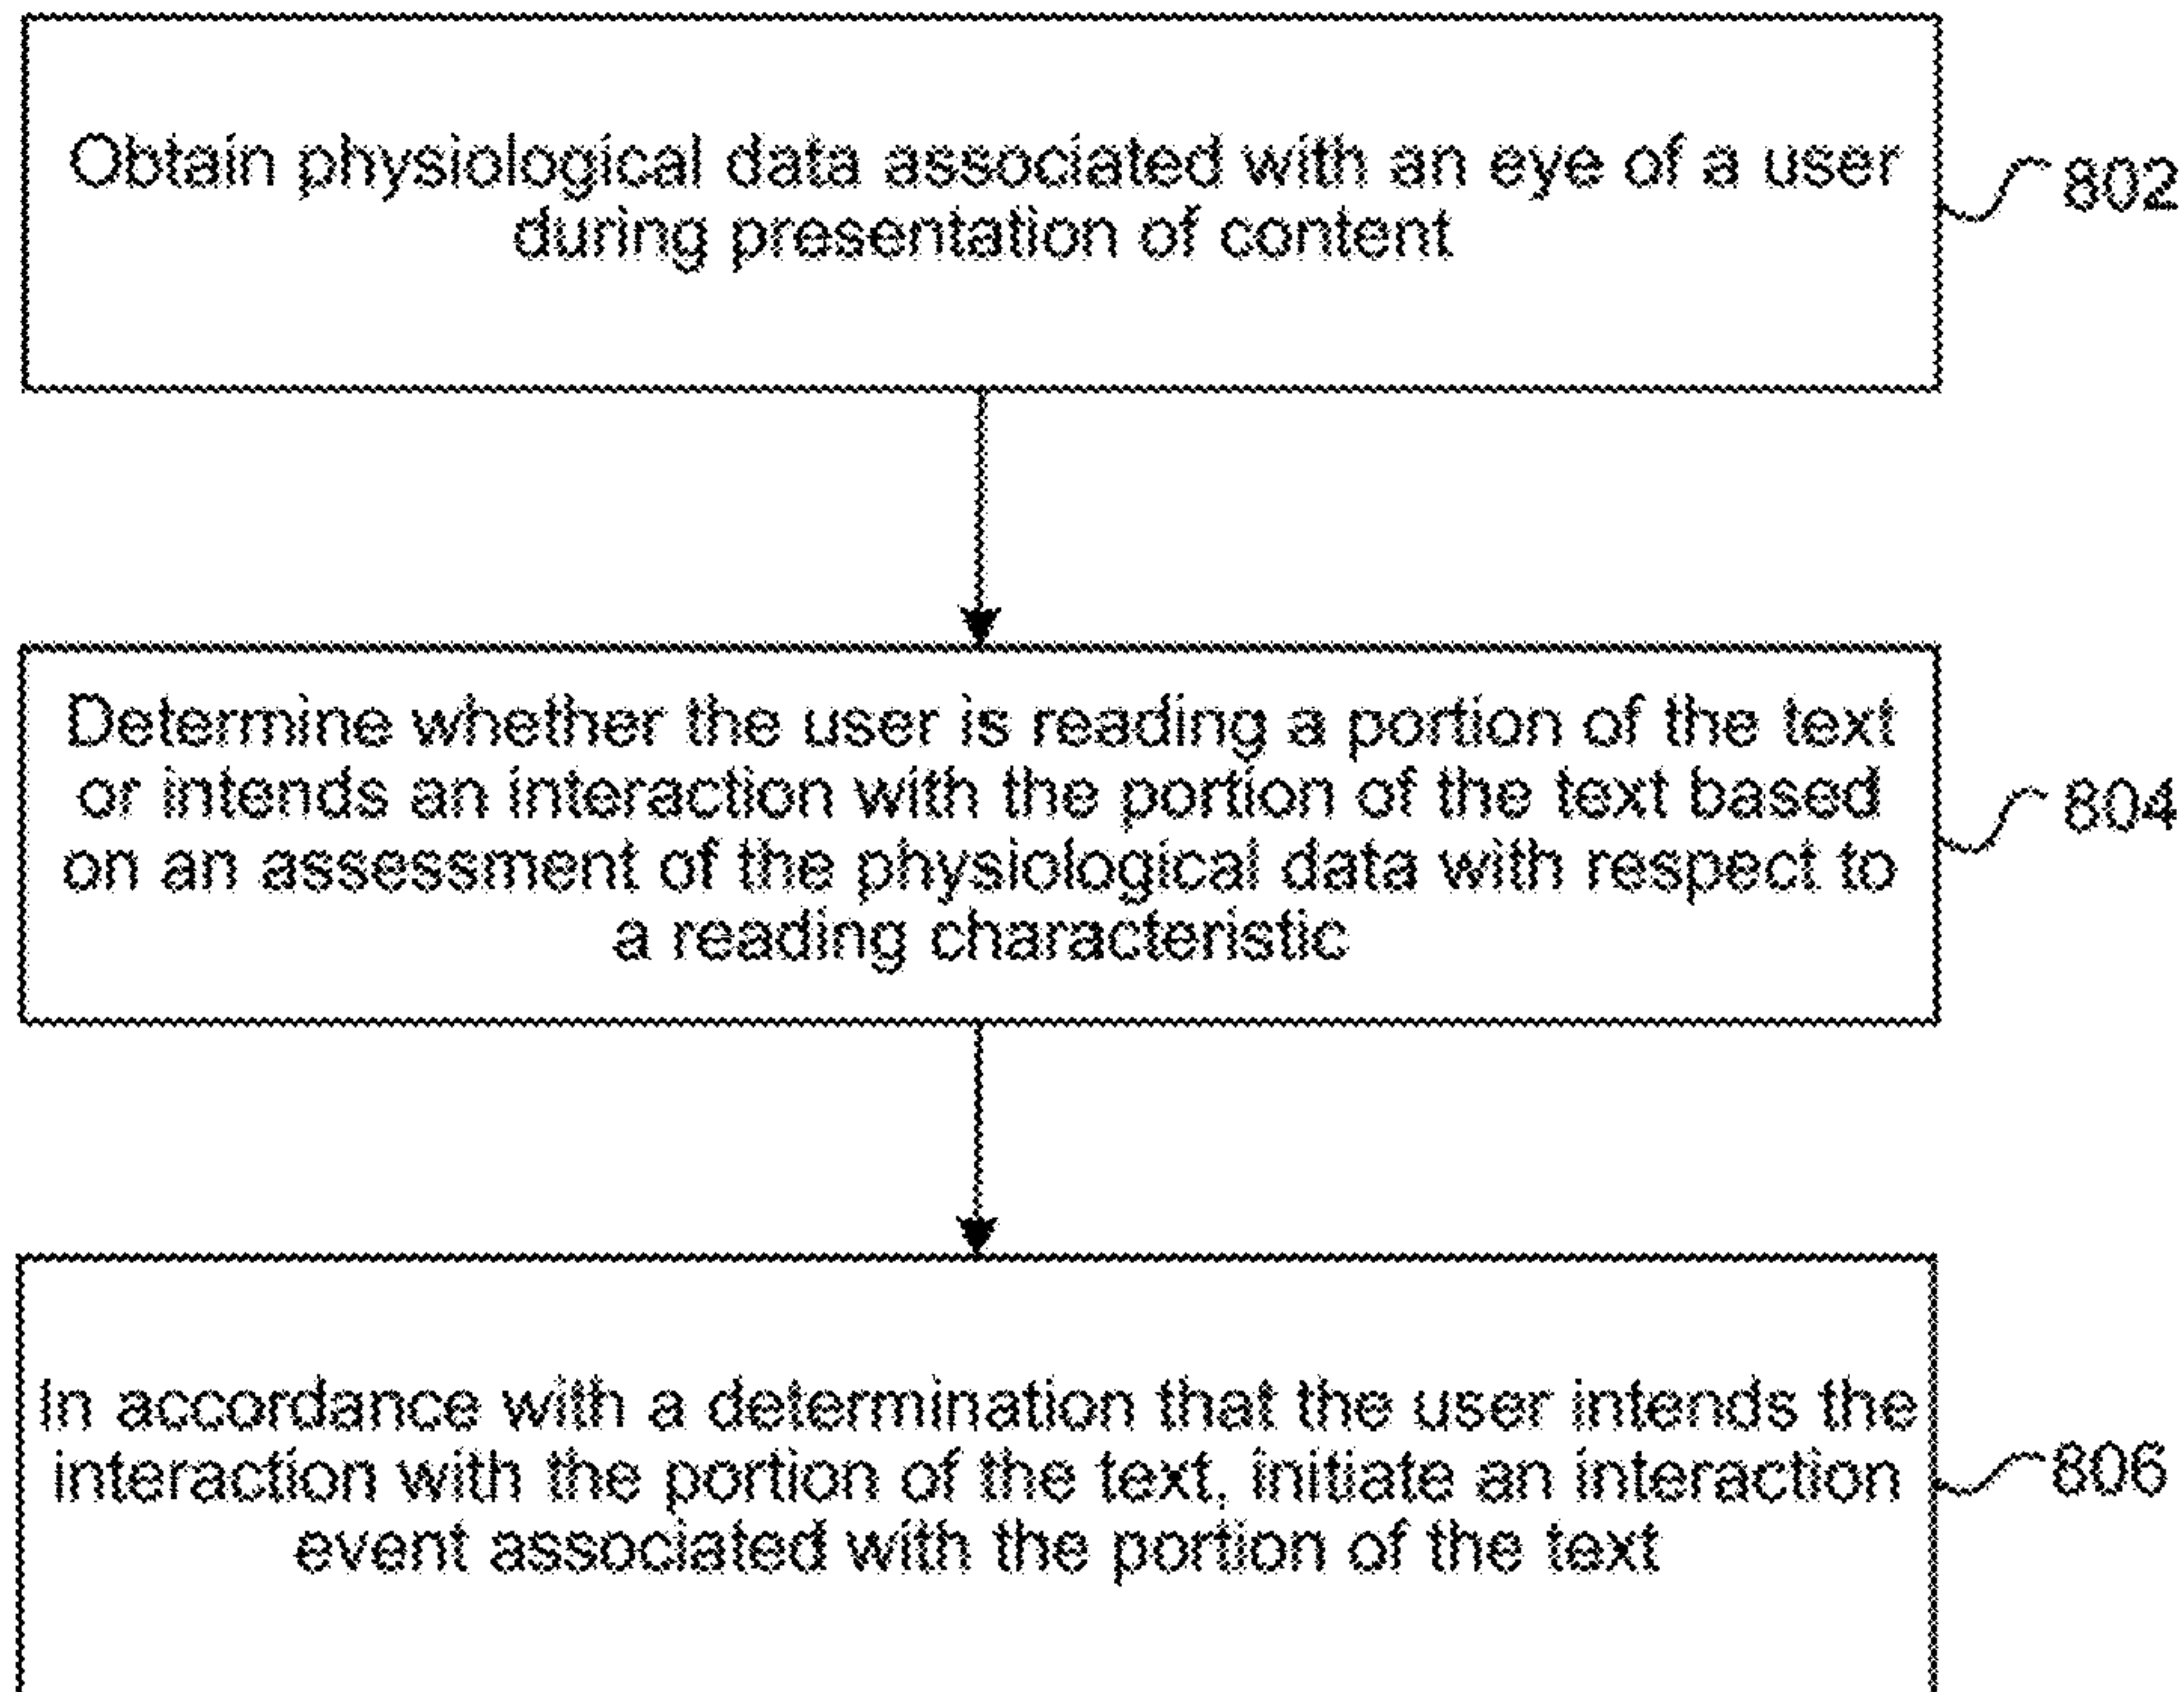 Obtain physiological data associated with an eye of a user
during presentation of content
802
Determine whether the user is reading a portion of the text
or intends an interaction with the portion of the text based
on an assessment of the physiological data with respect to
a reading characteristic
804
In accordance with a determination that the user intends the
interaction with the portion of the text, initiate an interaction
event associated with the portion of the text
806